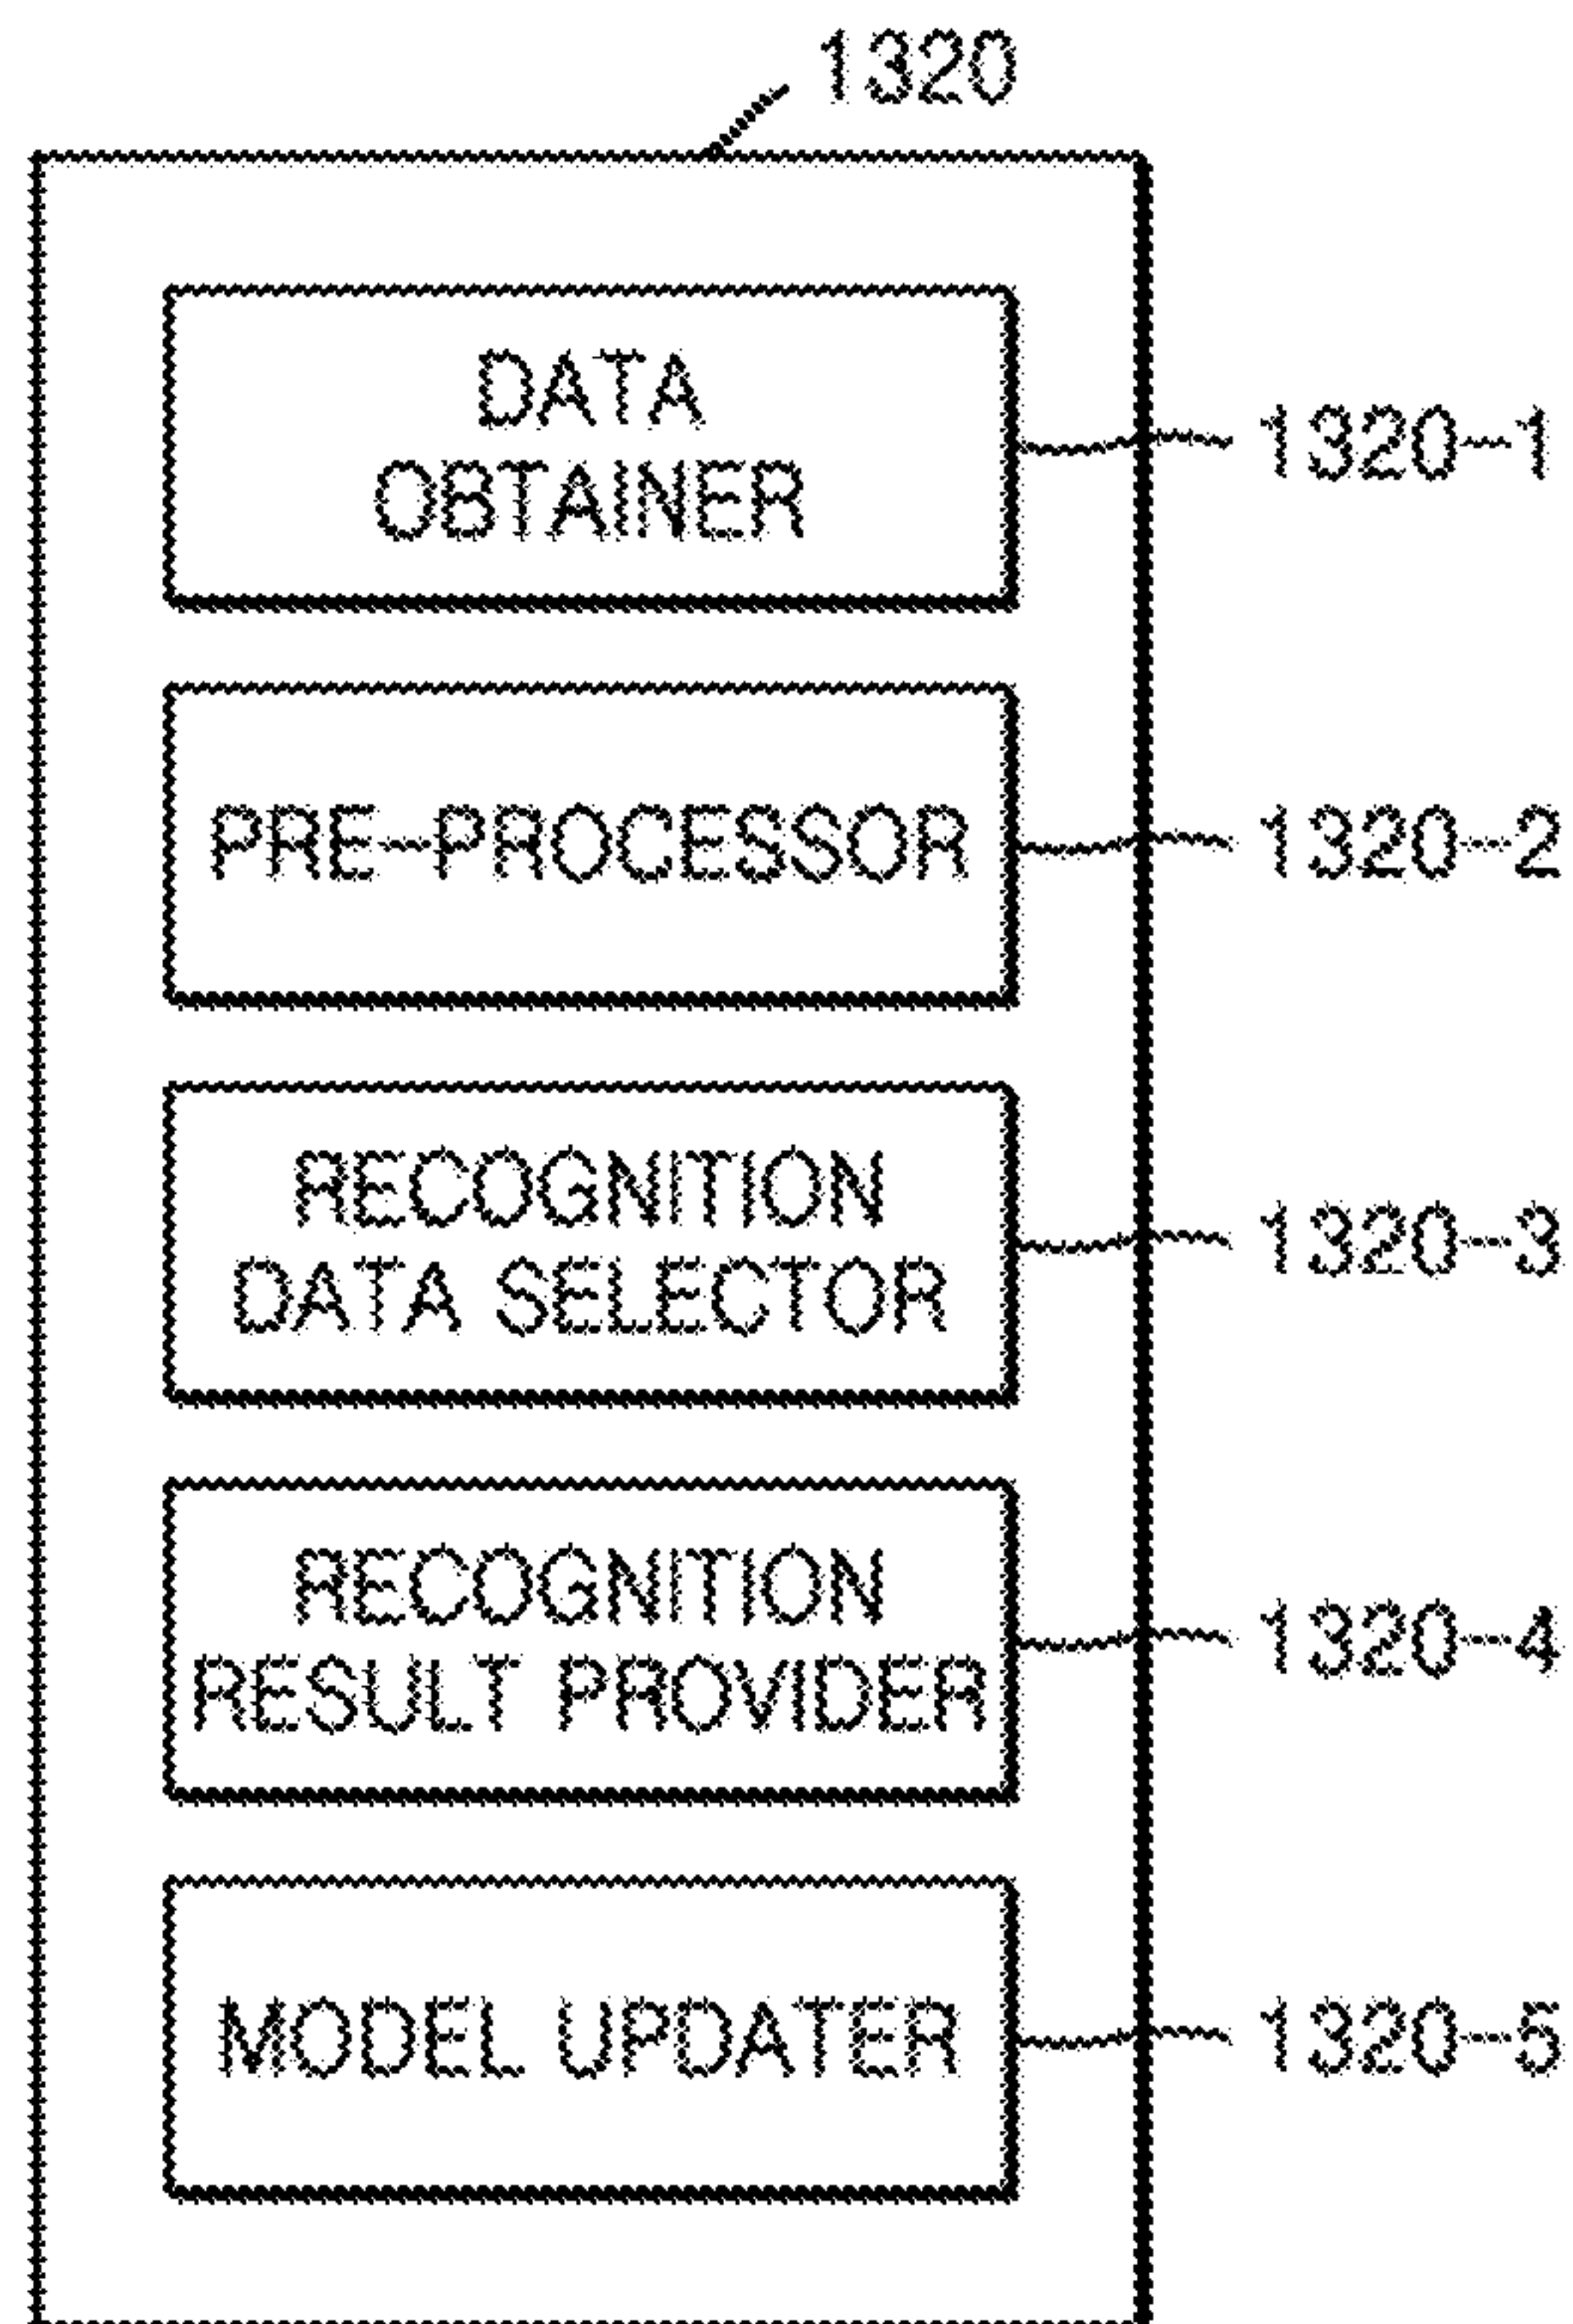 1320
DATA
OBTAINER
1320-1
PRE-PROCESSOR
1320-2
RECOGNITION
DATA SELECTOR
1320-3
RECOGNITION
RESULT PROVIDER
1320-4
MODEL UPDATER
1320-5